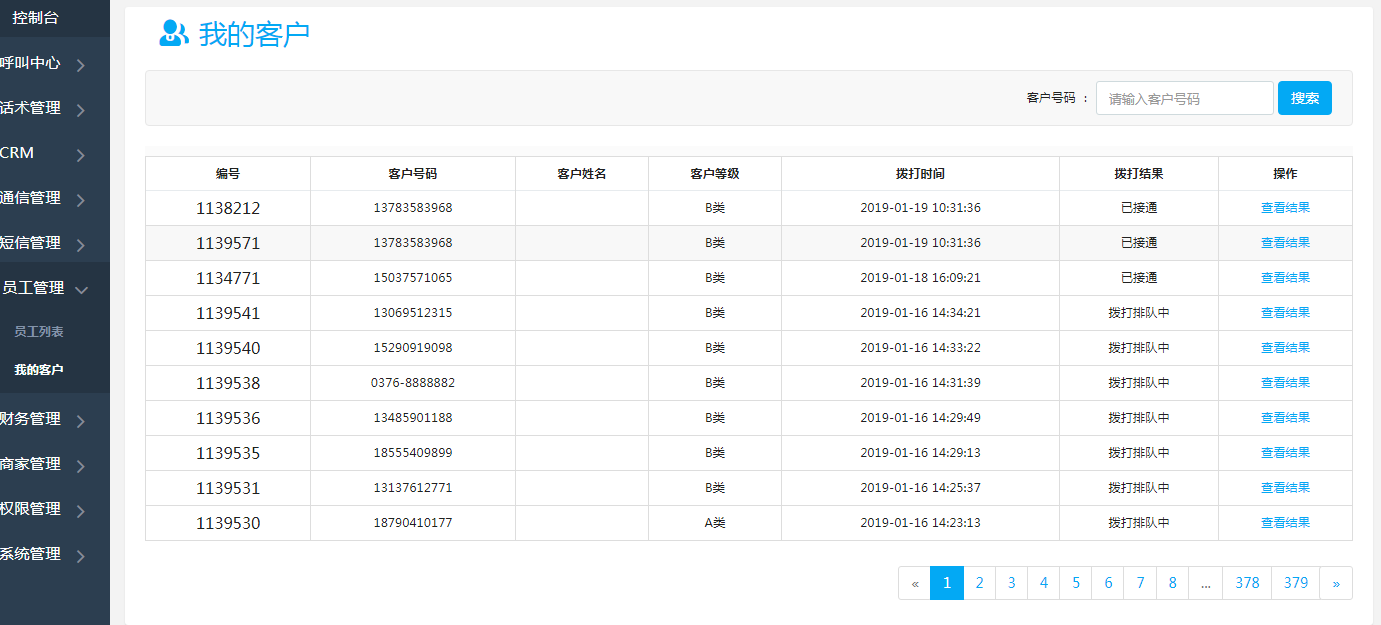 控制台
呼叫中心
话术管理
CRM
通信管理
短信管理
员工管理
员工列表
我的客户
财务管理
商家管理
权限管理
系统管理
我的客户
客户号码 ： 请输入客户号码 搜索
编号 客户号码 客户姓名 客户等级 拨打时间 拨打结果 操作
1138212 13783583968 B类 2019-01-19 10:31:36 已接通 查看结果
1139571 13783583968 B类 2019-01-19 10:31:36 已接通 查看结果
1134771 15037571065 B类 2019-01-18 16:09:21 已接通 查看结果
1139541 13069512315 B类 2019-01-16 14:34:21 拨打排队中 查看结果
1139540 15290919098 B类 2019-01-16 14:33:22 拨打排队中 查看结果
1139538 0376-8888882 B类 2019-01-16 14:31:39 拨打排队中 查看结果
1139536 13485901188 B类 2019-01-16 14:29:49 拨打排队中 查看结果
1139535 18555409899 B类 2019-01-16 14:29:13 拨打排队中 查看结果
1139531 13137612771 B类 2019-01-16 14:25:37 拨打排队中 查看结果
1139530 18790410177 A类 2019-01-16 14:23:13 拨打排队中 查看结果
« 1 2 3 4 5 6 7 8 ... 378 379 »